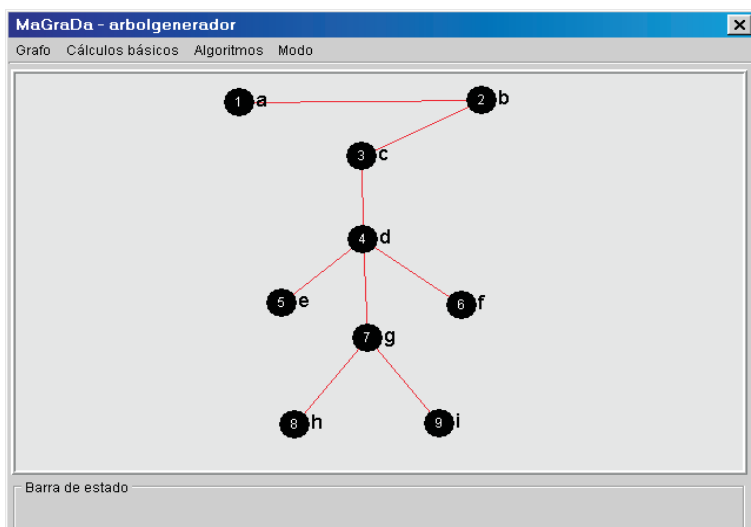 MaGraDa - arbolgenerador
Grafo Cálculos básicos Algoritmos Modo
1 a
2 b
3 c
4 d
5 e
6 f
7 g
8 h
9 i
Barra de estado